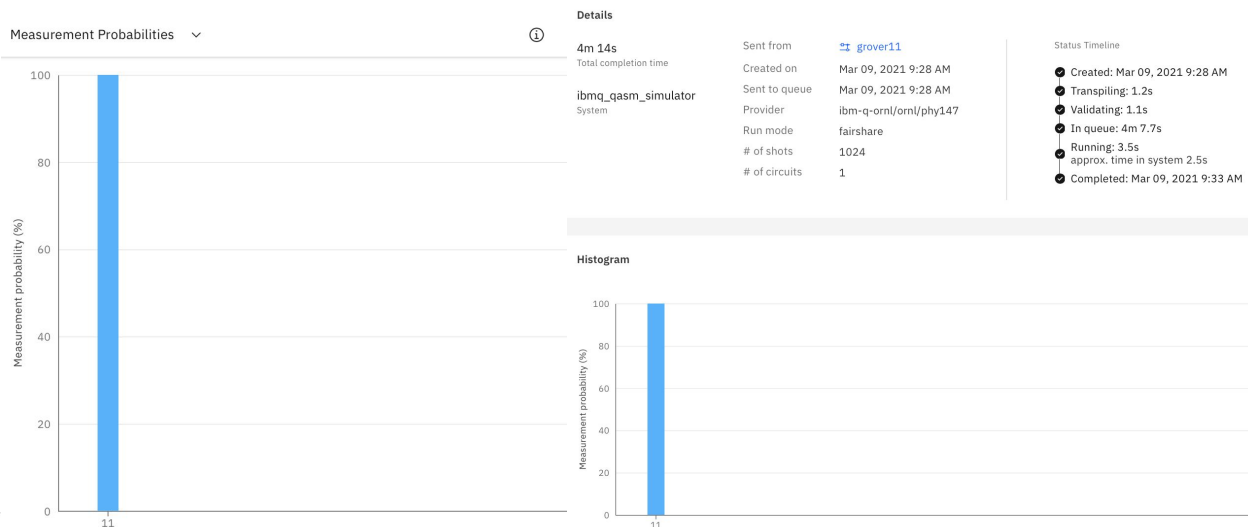 Measurement Probabilities
100
80
60
40
20
0
Measurement probability (%)
11
Details
4m 14s
Total completion time
ibmq_qasm_simulator
System
Sent from grover11
Created on Mar 09, 2021 9:28 AM
Sent to queue Mar 09, 2021 9:28 AM
Provider ibm-q-ornl/ornl/phy147
Run mode fairshare
# of shots 1024
# of circuits 1
Status Timeline
Created: Mar 09, 2021 9:28 AM
Transpiling: 1.2s
Validating: 1.1s
In queue: 4m 7.7s
Running: 3.5s
approx. time in system 2.5s
Completed: Mar 09, 2021 9:33 AM
Histogram
100
80
60
40
20
0
Measurement probability (%)
11